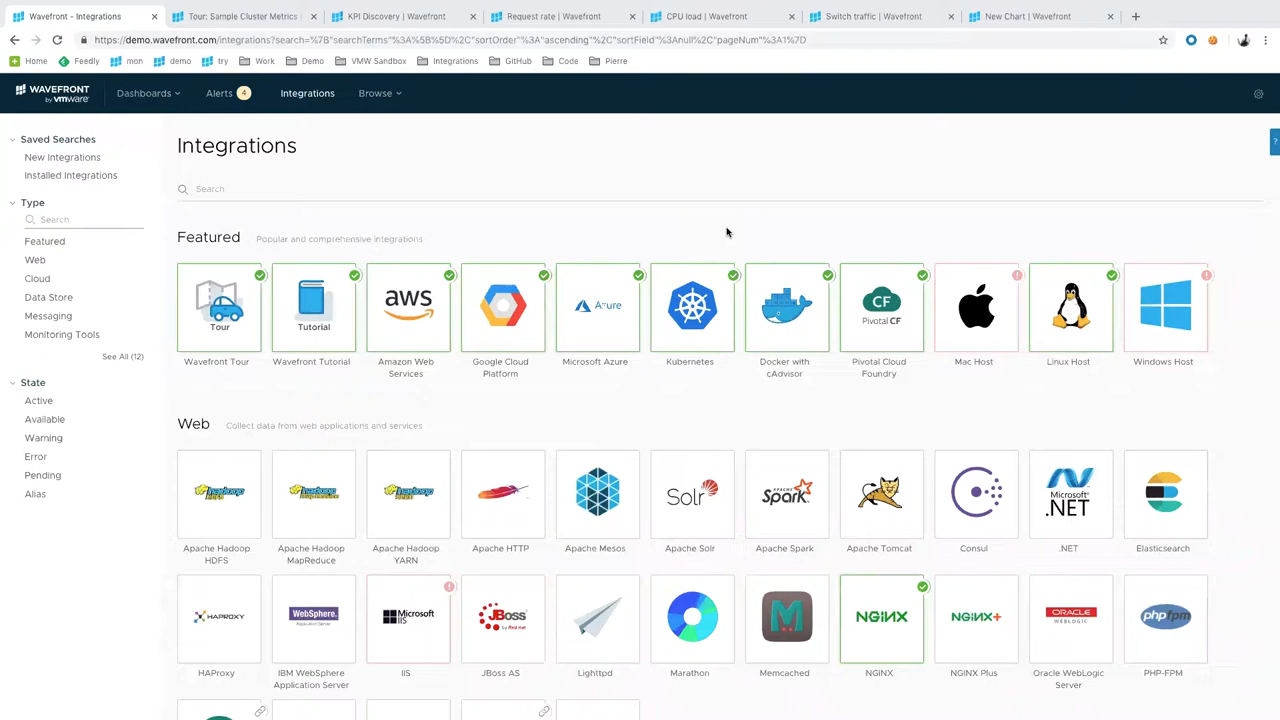 Wavefront - Integrations
Tour: Sample Cluster Metrics
KPI Discovery | Wavefront
Request rate | Wavefront
CPU load | Wavefront
Switch traffic | Wavefront
New Chart | Wavefront
https://demo.wavefront.com/integrations?search=%7B"searchTerms"%3A%5B%5D%2C"sortOrder"%3A"ascending"%2C"sortField"%3Anull%2C"pageNum"%3A1%7D
Home
Feedly
mon
demo
try
Work
Demo
VMW Sandbox
Integrations
GitHub
Code
Pierre
WAVEFRONT
by vmware
Dashboards
Alerts 4
Integrations
Browse
?
Saved Searches
New Integrations
Installed Integrations
Type
Search
Featured
Web
Cloud
Data Store
Messaging
Monitoring Tools
See All (12)
State
Active
Available
Warning
Error
Pending
Alias
Integrations
Search
Featured
Popular and comprehensive integrations
Tour
Tutorial
aws
Azure
CF
Pivotal CF
Wavefront Tour
Wavefront Tutorial
Amazon Web
Services
Google Cloud
Platform
Microsoft Azure
Kubernetes
Docker with
cAdvisor
Pivotal Cloud
Foundry
Mac Host
Linux Host
Windows Host
Web
Collect data from web applications and services
Solr
APACHE
Spark
Microsoft
.NET
Apache Hadoop
HDFS
Apache Hadoop
MapReduce
Apache Hadoop
YARN
Apache HTTP
Apache Mesos
Apache Solr
Apache Spark
Apache Tomcat
Consul
.NET
Elasticsearch
HAPROXY
WebSphere.
Application Server
Microsoft
IIS
JBoss
by Red Hat
M
NGINX
NGINX+
ORACLE
WEBLOGIC
php fpm
HAProxy
IBM WebSphere
Application Server
IIS
JBoss AS
Lighttpd
Marathon
Memcached
NGINX
NGINX Plus
Oracle WebLogic
Server
PHP-FPM